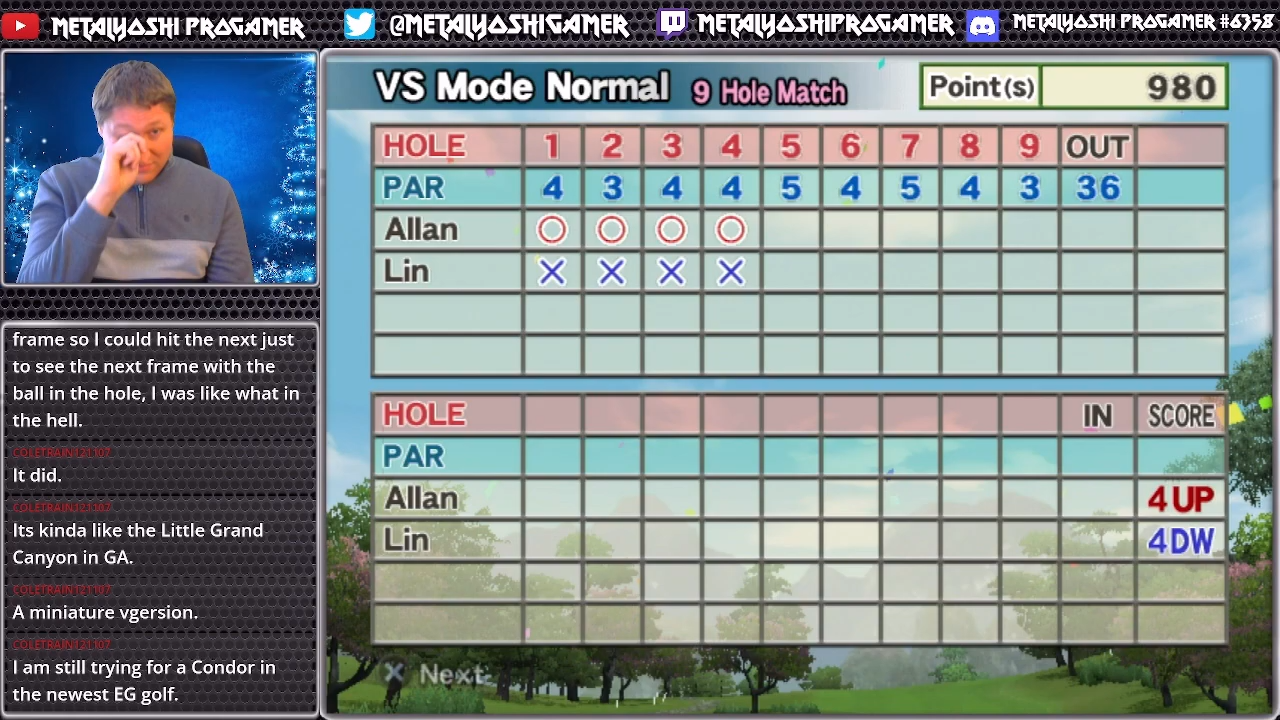 METALYOSHI PROGAMER @METALYOSHIGAMER METALYOSHIPROGAMER METALYOSHI PROGAMER #6758
VS Mode Normal 9 Hole Match Point(s) 980
HOLE 1 2 3 4 5 6 7 8 9 OUT
PAR 4 3 4 4 5 4 5 4 3 36
Allan ○ ○ ○ ○
Lin × × × ×
HOLE IN SCORE
PAR
Allan 4 UP
Lin 4 DW
× Next
frame so I could hit the next just
to see the next frame with the
ball in the hole, I was like what in
the hell.
COLETRAIN121107
It did.
COLETRAIN121107
Its kinda like the Little Grand
Canyon in GA.
COLETRAIN121107
A miniature vgersion.
COLETRAIN121107
I am still trying for a Condor in
the newest EG golf.